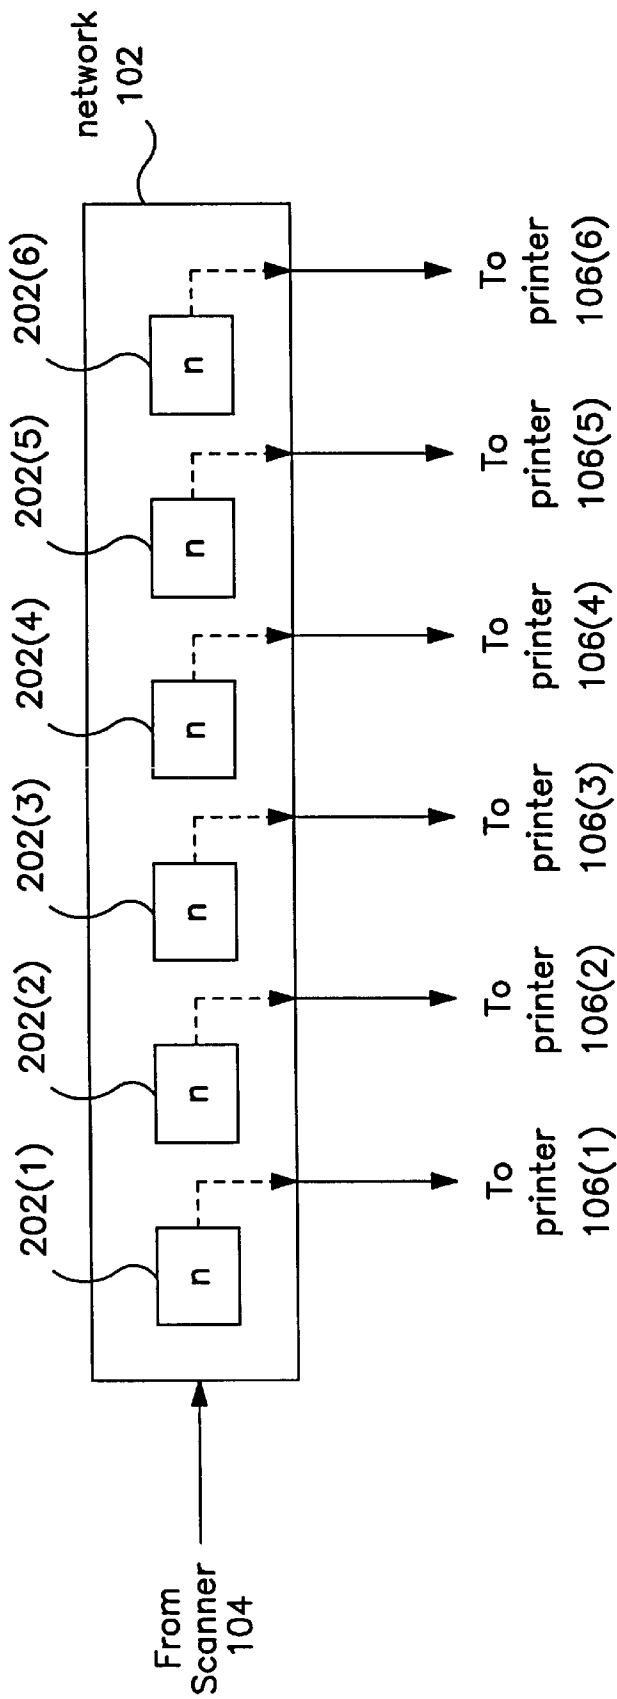 network
102
202(1)
202(2)
202(3)
202(4)
202(5)
202(6)
n
n
n
n
n
n
From
Scanner
104
To
printer
106(1)
To
printer
106(2)
To
printer
106(3)
To
printer
106(4)
To
printer
106(5)
To
printer
106(6)